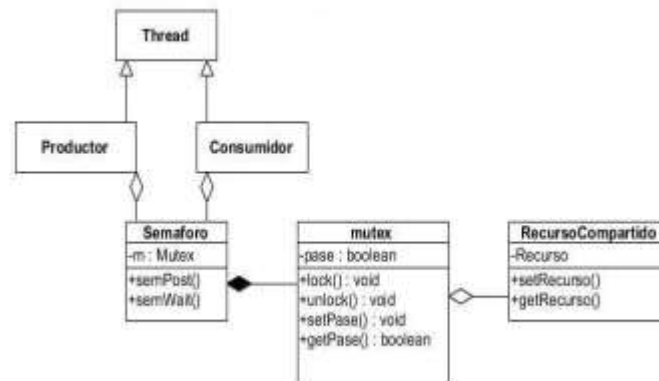 Thread
Productor
Consumidor
Semaforo
-m : Mutex
+semPost()
+semWait()
mutex
-pase : boolean
+lock() : void
+unlock() : void
+setPase() : void
+getPase() : boolean
RecursoCompartido
-Recurso
+setRecurso()
+getRecurso()